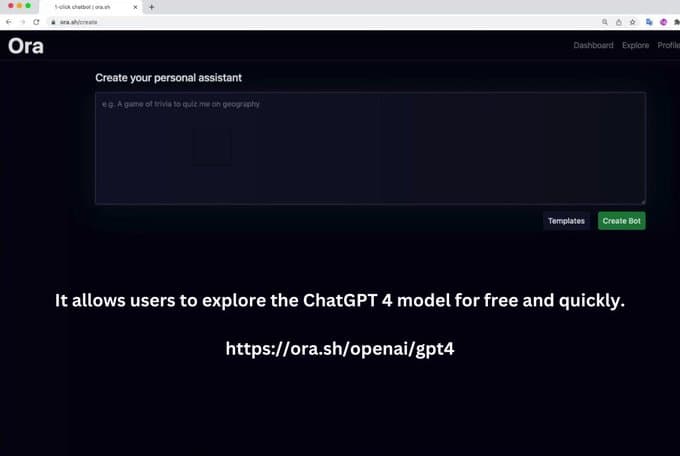 1-click chatbot | ora.sh
ora.sh/create
Ora
Dashboard Explore Profile
Create your personal assistant
e.g. A game of trivia to quiz me on geography
Templates Create Bot
It allows users to explore the ChatGPT 4 model for free and quickly.
https://ora.sh/openai/gpt4